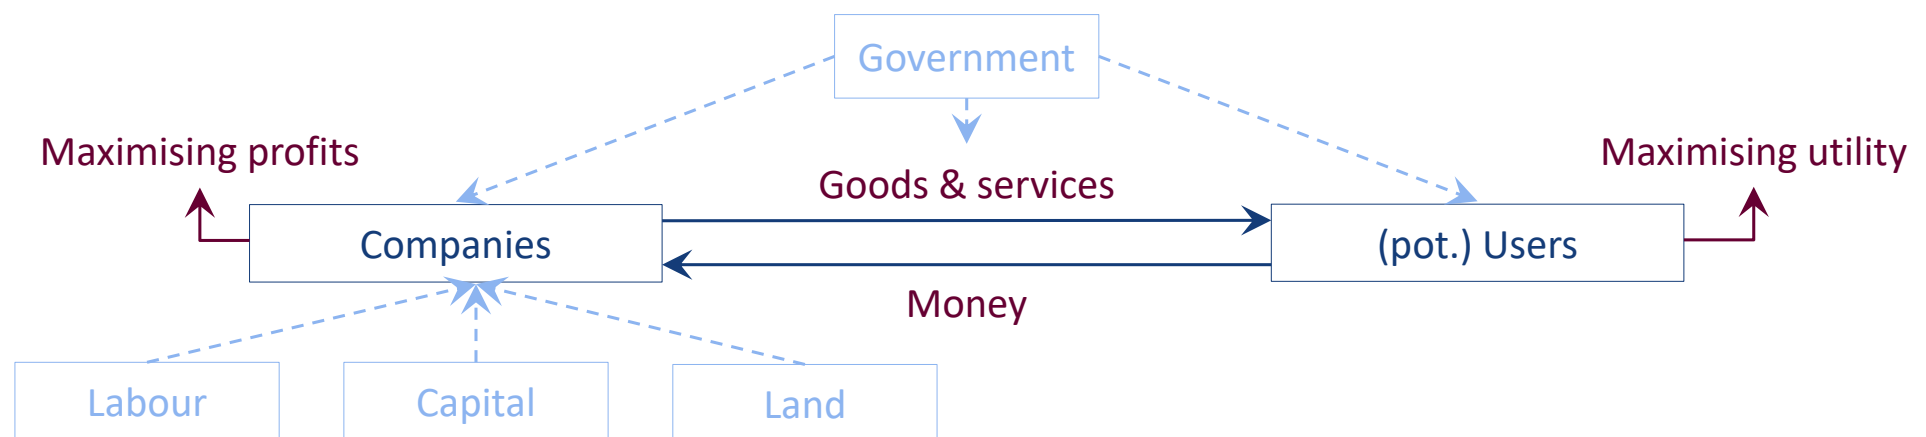 Government
Maximising profits
Maximising utility
Goods & services
Companies
(pot.) Users
Money
Labour
Capital
Land